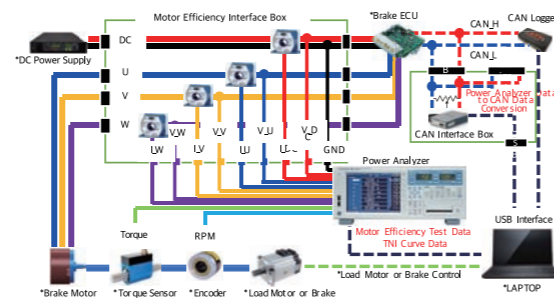 Motor Efficiency Interface Box
*Brake ECU
CAN_H
CAN Logger
DC
*DC Power Supply
CAN_L
U
B
V
Power Analyzer Data
to CAN Data
Conversion
W
V_W
V_V
V_U
V_D
CAN Interface Box
I_W
I_V
I_U
GND
S
Power Analyzer
Torque
RPM
Motor Efficiency Test Data
TNI Curve Data
USB Interface
*Brake Motor
*Torque Sensor
*Encoder
*Load Motor or Brake
*Load Motor or Brake Control
*LAPTOP